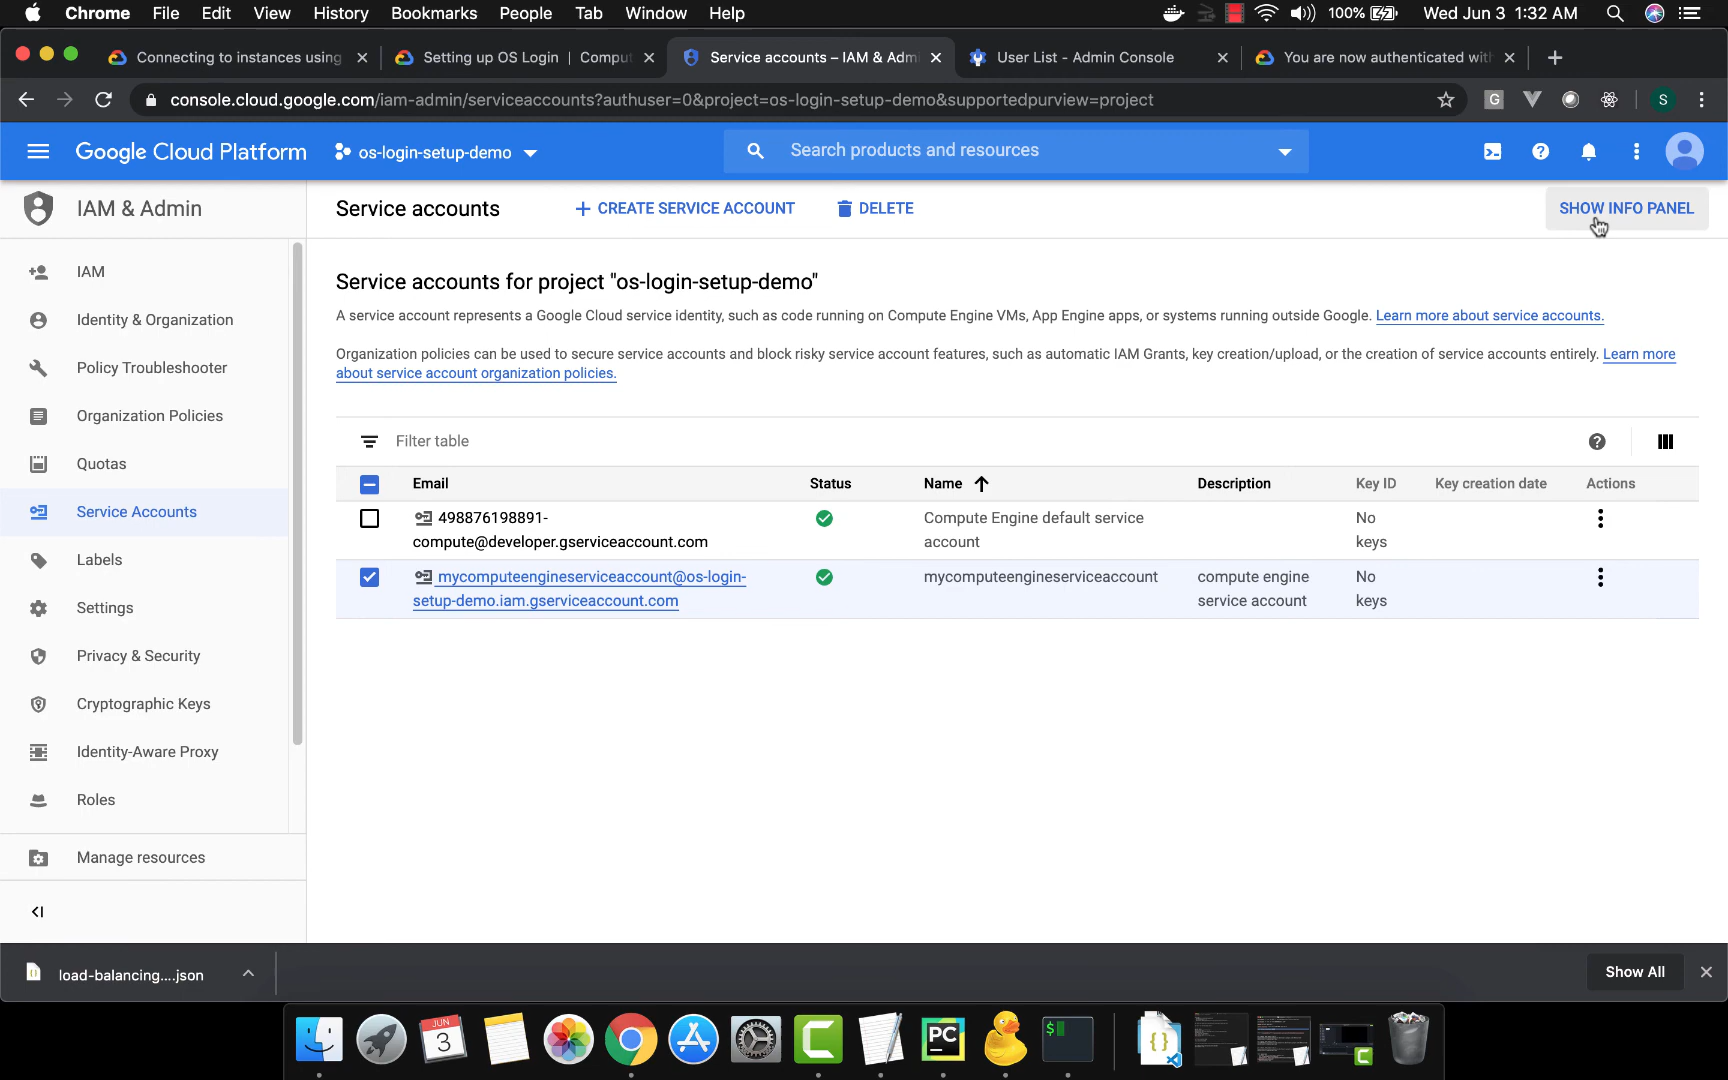 Chrome File Edit View History Bookmarks People Tab Window Help 100% Wed Jun 3 1:32 AM
Connecting to instances using
Setting up OS Login | Comput
Service accounts – IAM & Admi
User List - Admin Console
You are now authenticated with
console.cloud.google.com/iam-admin/serviceaccounts?authuser=0&project=os-login-setup-demo&supportedpurview=project
G
S
Google Cloud Platform
os-login-setup-demo
Search products and resources
IAM & Admin
IAM
Identity & Organization
Policy Troubleshooter
Organization Policies
Quotas
Service Accounts
Labels
Settings
Privacy & Security
Cryptographic Keys
Identity-Aware Proxy
Roles
Manage resources
Service accounts
CREATE SERVICE ACCOUNT
DELETE
SHOW INFO PANEL
Service accounts for project "os-login-setup-demo"
A service account represents a Google Cloud service identity, such as code running on Compute Engine VMs, App Engine apps, or systems running outside Google. Learn more about service accounts.
Organization policies can be used to secure service accounts and block risky service account features, such as automatic IAM Grants, key creation/upload, or the creation of service accounts entirely. Learn more
about service account organization policies.
Filter table
Email Status Name Description Key ID Key creation date Actions
498876198891- Compute Engine default service No
compute@developer.gserviceaccount.com account keys
mycomputeengineserviceaccount@os-login- mycomputeengineserviceaccount compute engine No
setup-demo.iam.gserviceaccount.com service account keys
load-balancing....json
Show All
JUN
3
PC
$